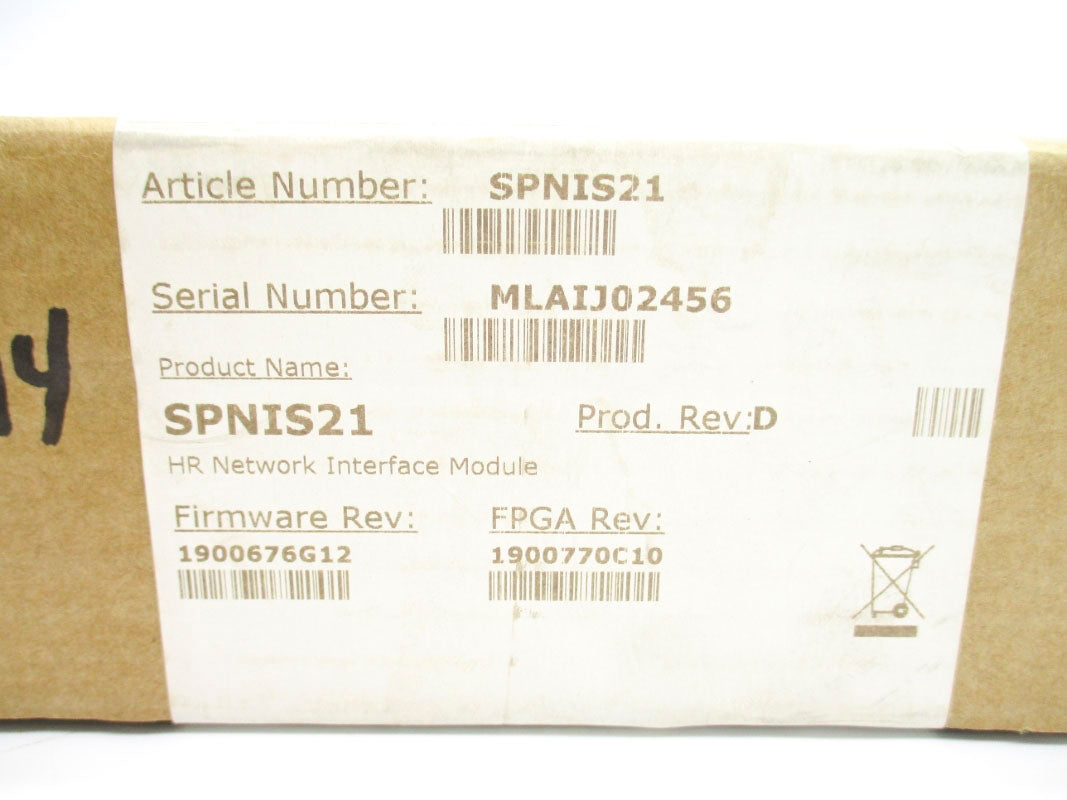 Article Number: SPNIS21
Serial Number: MLAIJ02456
Product Name:
SPNIS21 Prod. Rev:D
HR Network Interface Module
Firmware Rev: FPGA Rev:
1900676G12 1900770C10